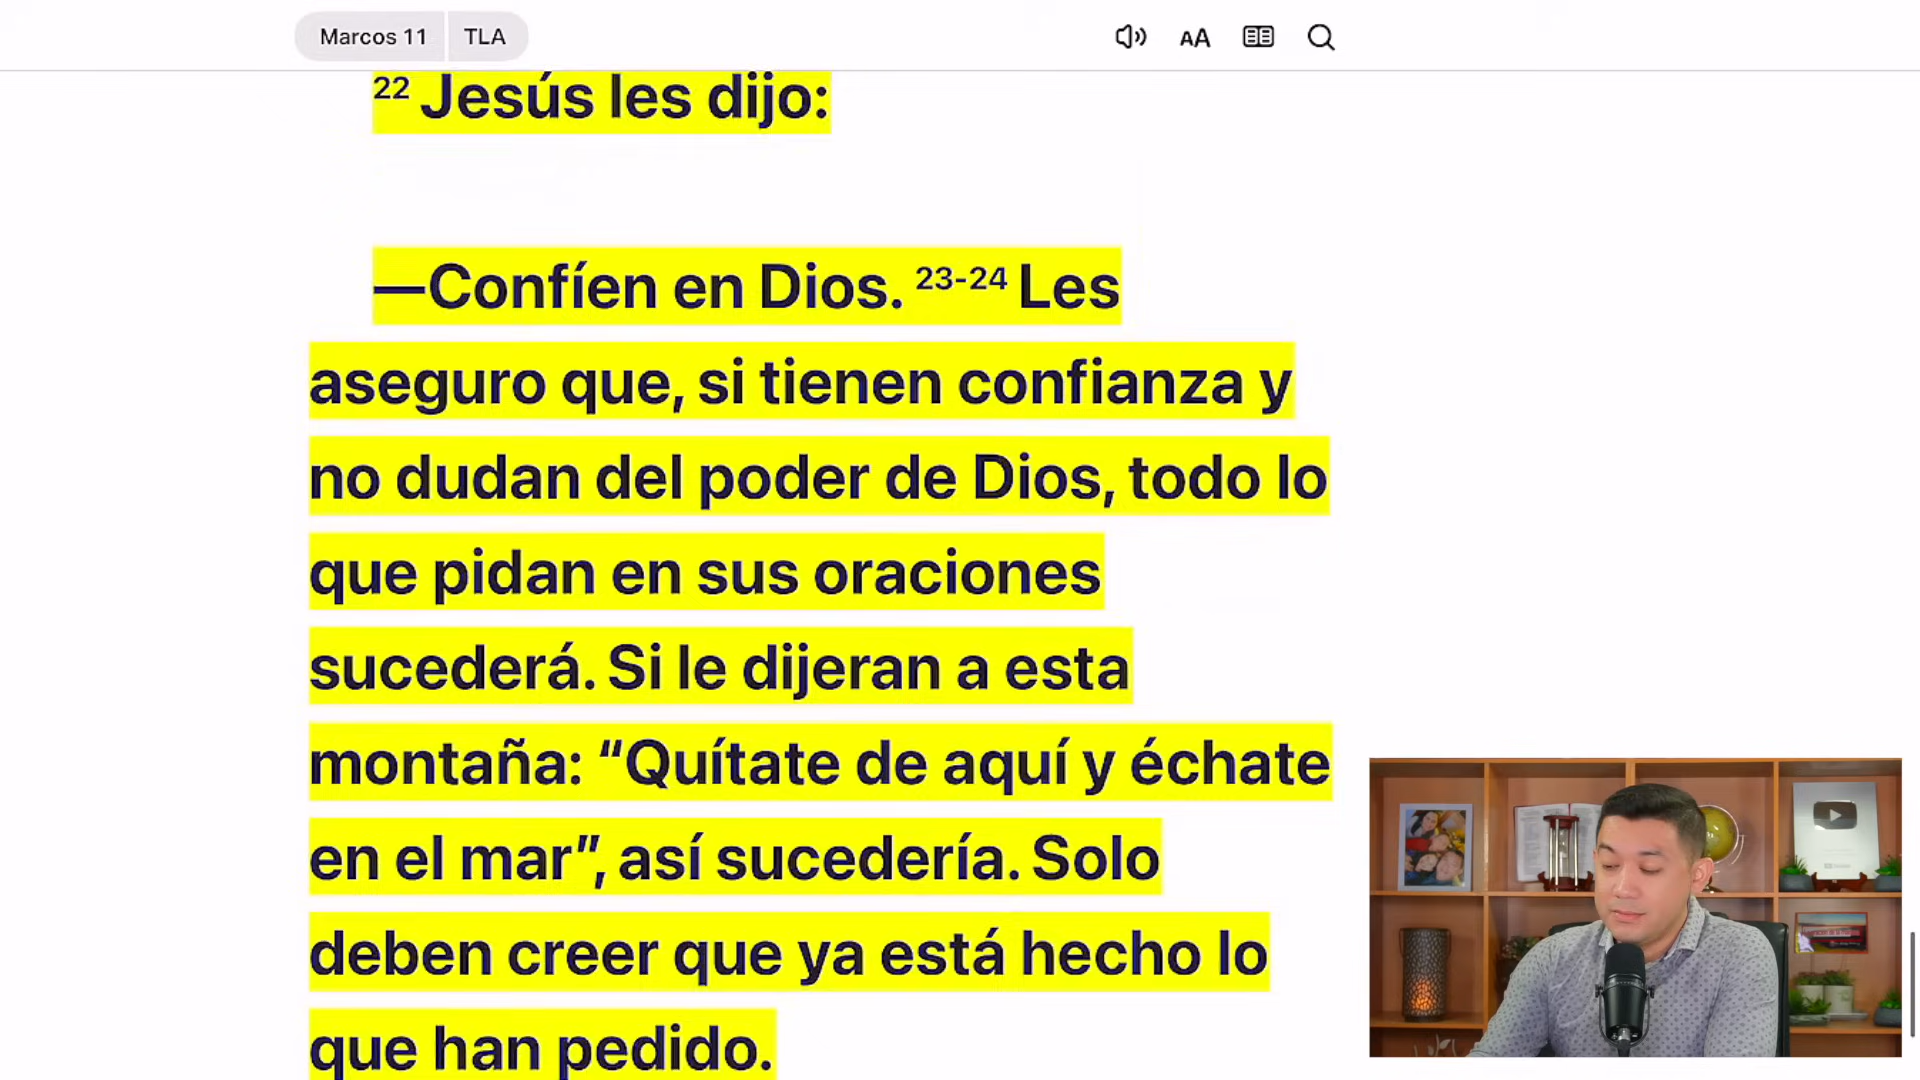 Marcos 11 TLA AA
22 Jesús les dijo:
—Confíen en Dios. 23-24 Les
aseguro que, si tienen confianza y
no dudan del poder de Dios, todo lo
que pidan en sus oraciones
sucederá. Si le dijeran a esta
montaña: “Quítate de aquí y échate
en el mar”, así sucedería. Solo
deben creer que ya está hecho lo
que han pedido.